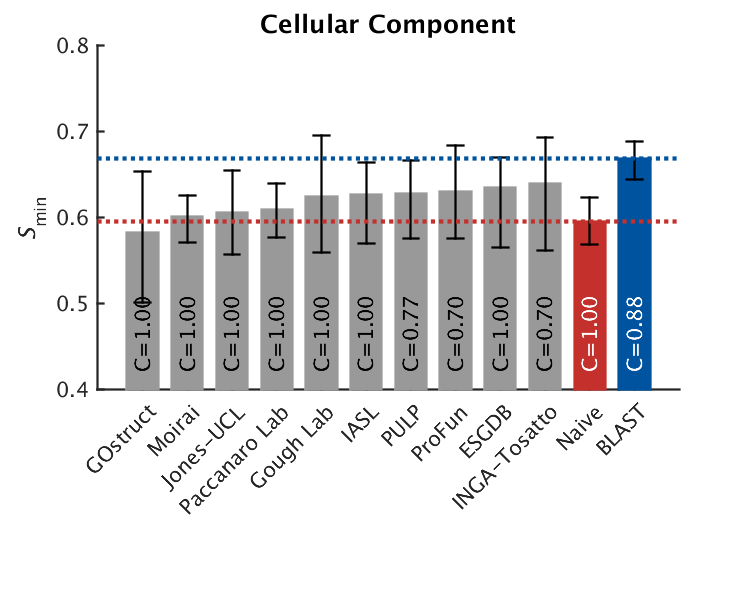 Cellular Component
0.8
0.7
0.6
0.5
0.4
Smin
C=1.00
C=1.00
C=1.00
C=1.00
C=1.00
C=1.00
C=0.77
C=0.70
C=1.00
C=0.70
C=1.00
C=0.88
GOstruct
Moirai
Jones-UCL
Paccanaro Lab
Gough Lab
IASL
PULP
ProFun
ESGDB
INGA-Tosatto
Naive
BLAST